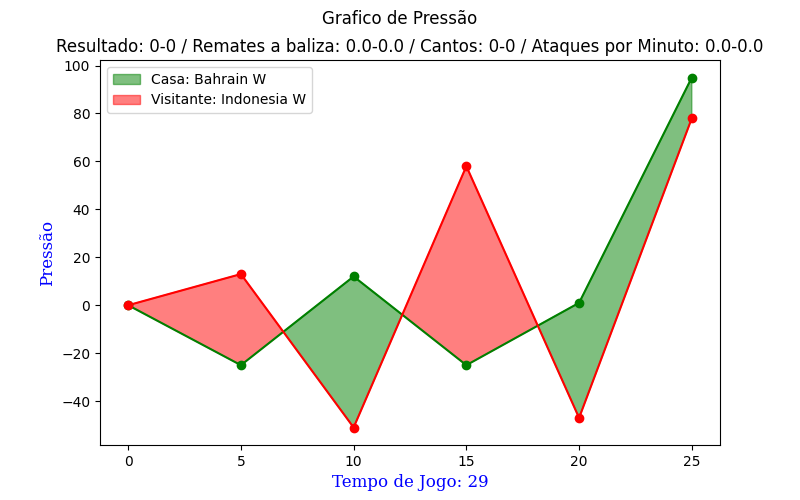 Grafico de Pressão
Resultado: 0-0 / Remates a baliza: 0.0-0.0 / Cantos: 0-0 / Ataques por Minuto: 0.0-0.0
Casa: Bahrain W
Visitante: Indonesia W
Pressão
100
80
60
40
20
0
−20
−40
0 5 10 15 20 25
Tempo de Jogo: 29